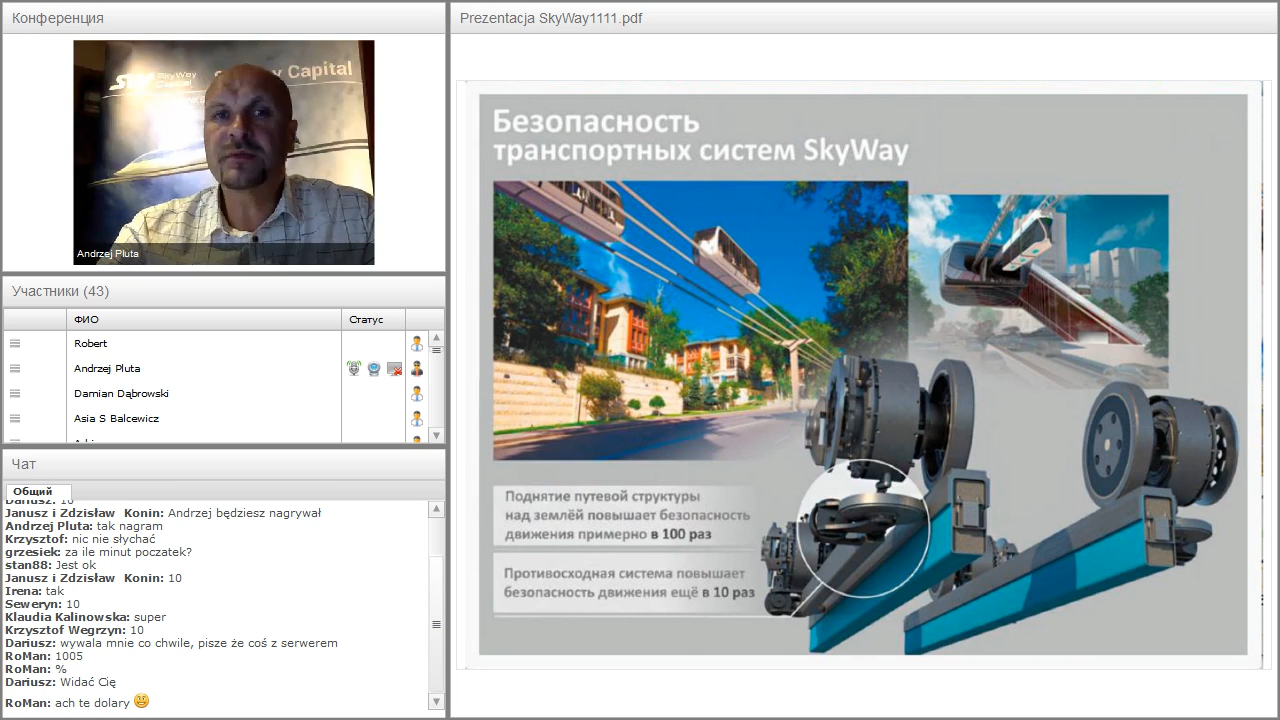 Конференция
SkyWay
Capital
SkyWay Capital
Andrzej Pluta
Участники (43)
ФИО
Статус
Robert
Andrzej Pluta
Damian Dąbrowski
Asia S Balcewicz
Чат
Общий
Dariusz: 10
Janusz i Zdzisław Konin: Andrzej będziesz nagrywał
Andrzej Pluta: tak nagram
Krzysztof: nic nie słychać
grzesiek: za ile minut poczatek?
stan88: Jest ok
Janusz i Zdzisław Konin: 10
Irena: tak
Seweryn: 10
Klaudia Kalinowska: super
Krzysztof Wegrzyn: 10
Dariusz: wywala mnie co chwile, pisze że coś z serwerem
RoMan: 1005
RoMan: %
Dariusz: Widać Cię
RoMan: ach te dolary
Prezentacja SkyWay1111.pdf
Безопасность
транспортных систем SkyWay
Поднятие путевой структуры
над землёй повышает безопасность
движения примерно в 100 раз
Противосходная система повышает
безопасность движения ещё в 10 раз